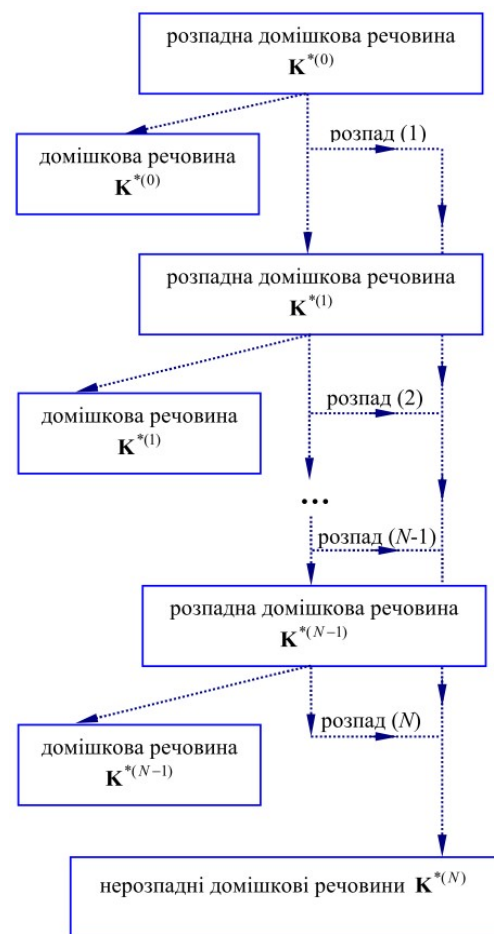 розпадна домішкова речовина
K*(0)
розпад (1)
домішкова речовина
K*(0)
розпадна домішкова речовина
K*(1)
домішкова речовина
K*(1)
розпад (2)
...
розпад (N-1)
розпадна домішкова речовина
K*(N−1)
розпад (N)
домішкова речовина
K*(N−1)
нерозпадні домішкові речовини K*(N)